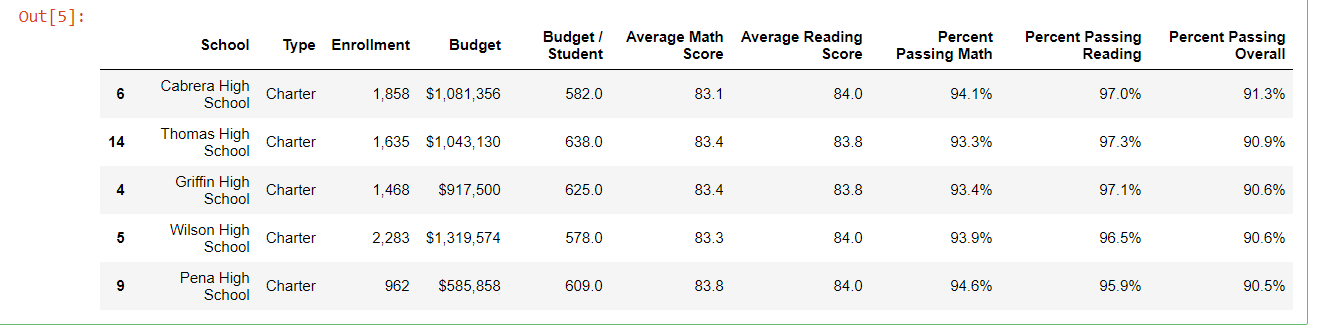 Out[5]:
School Type Enrollment Budget Budget / Student Average Math Score Average Reading Score Percent Passing Math Percent Passing Reading Percent Passing Overall
6 Cabrera High School Charter 1,858 $1,081,356 582.0 83.1 84.0 94.1% 97.0% 91.3%
14 Thomas High School Charter 1,635 $1,043,130 638.0 83.4 83.8 93.3% 97.3% 90.9%
4 Griffin High School Charter 1,468 $917,500 625.0 83.4 83.8 93.4% 97.1% 90.6%
5 Wilson High School Charter 2,283 $1,319,574 578.0 83.3 84.0 93.9% 96.5% 90.6%
9 Pena High School Charter 962 $585,858 609.0 83.8 84.0 94.6% 95.9% 90.5%